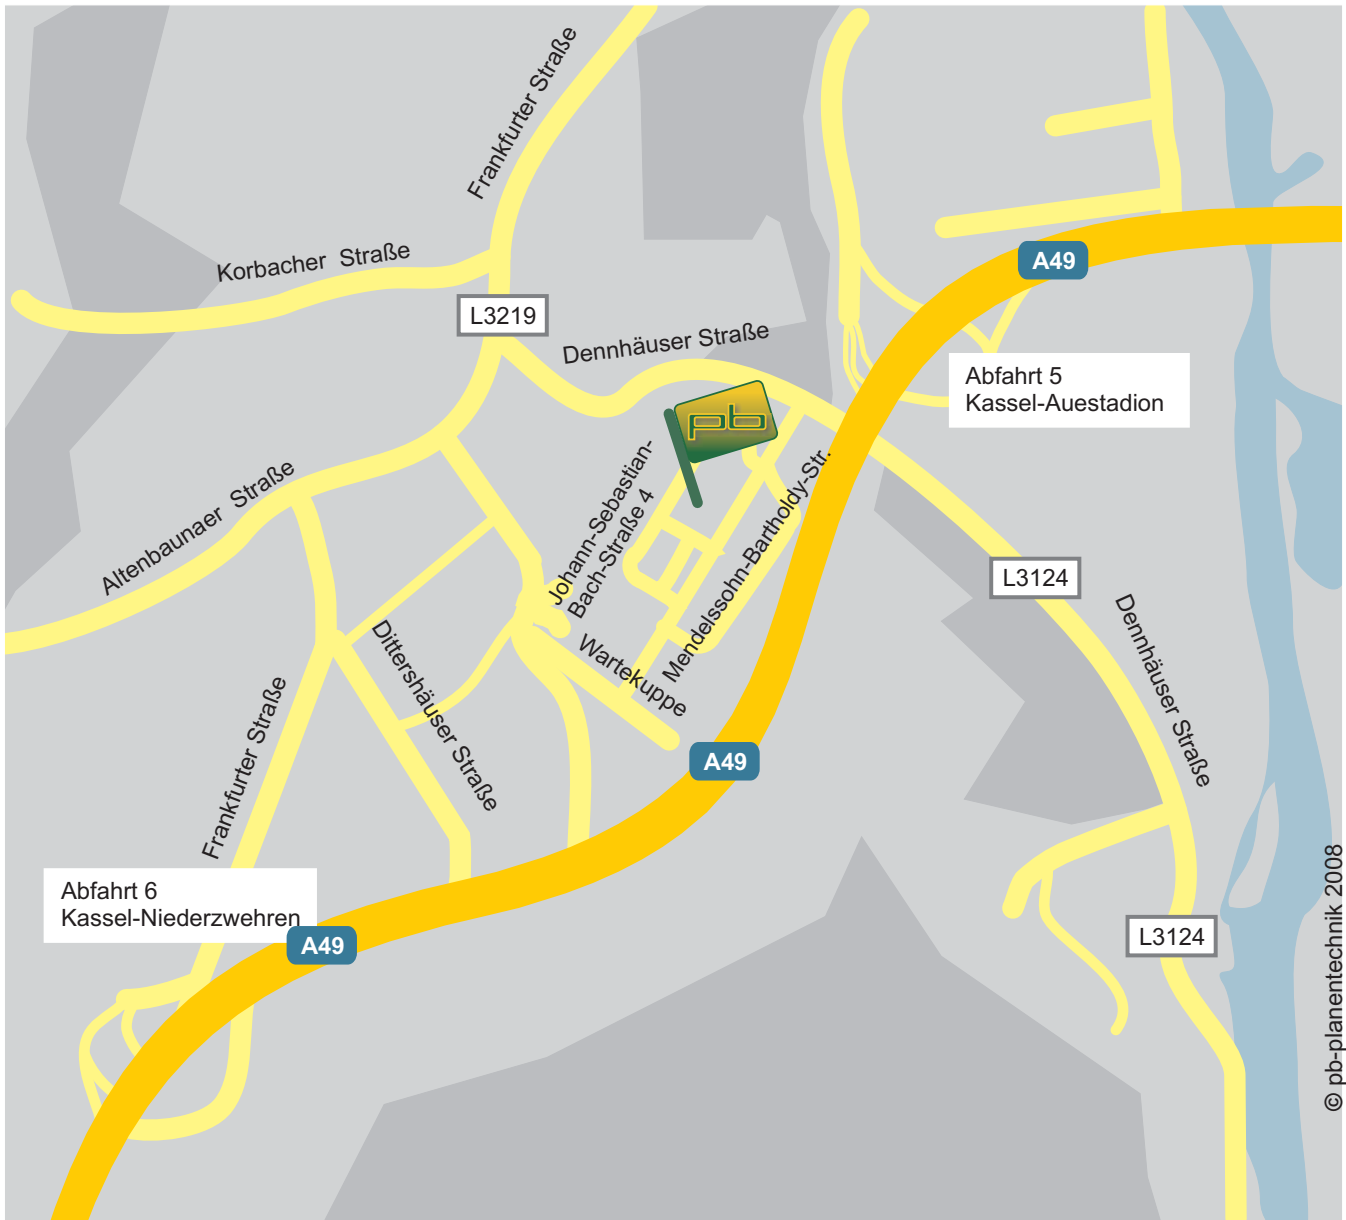 Frankfurter Straße
Korbacher Straße
A49
L3219
Dennhäuser Straße
Abfahrt 5
Kassel-Auestadion
pb
Johann-Sebastian-
Bach-Straße 4
Mendelssohn-Bartholdy-Str.
Altenbaunaer Straße
L3124
Dennhäuser Straße
Dittershäuser Straße
Wartekuppe
Frankfurter Straße
A49
Abfahrt 6
Kassel-Niederzwehren
A49
L3124
© pb-planentechnik 2008